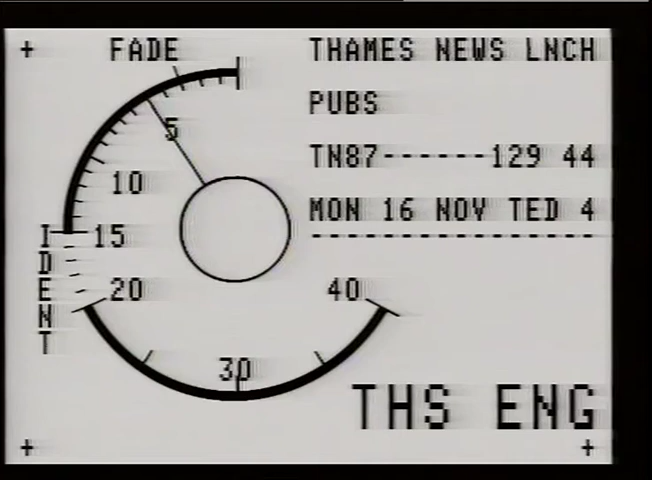 FADE
THAMES NEWS LNCH
PUBS
TN87------129 44
MON 16 NOV TED 4
----------------
5
10
15
20
30
40
IDENT
THS ENG